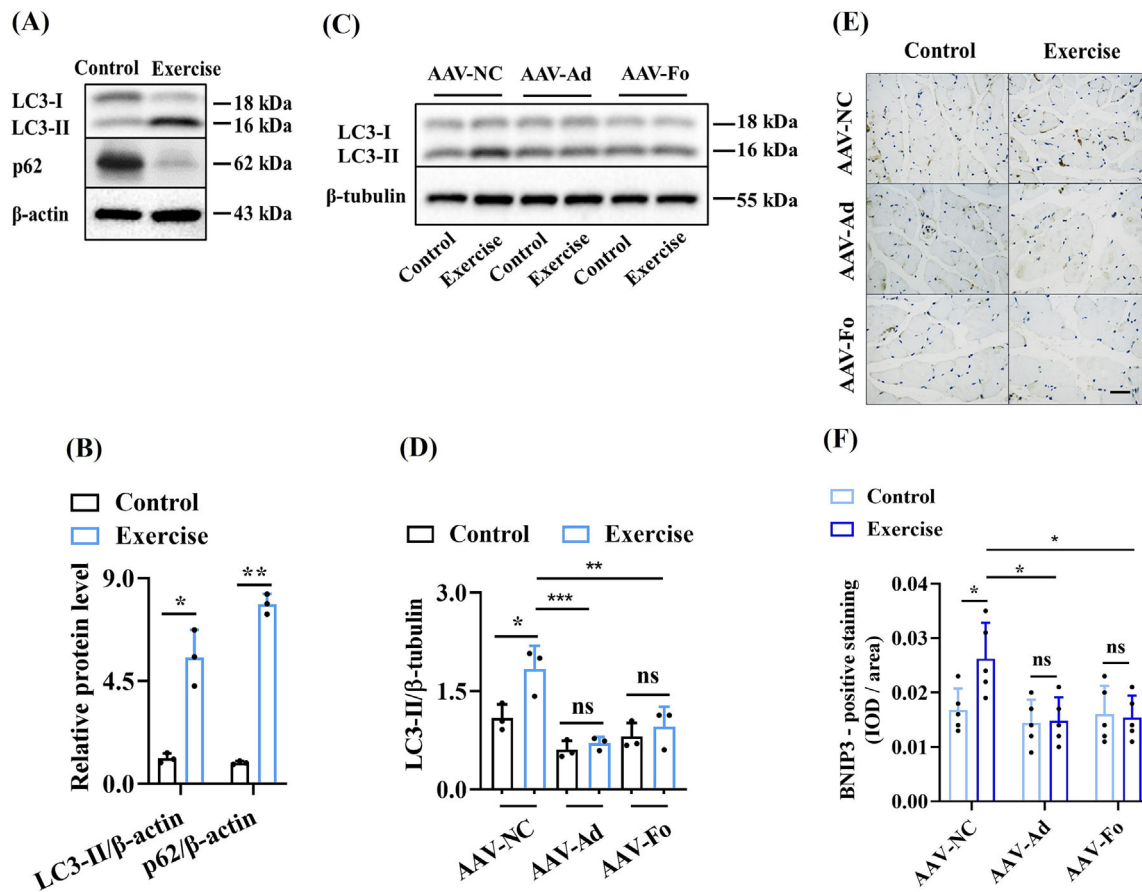 (A)
Control Exercise
LC3-I
18 kDa
LC3-II
16 kDa
p62
62 kDa
β-actin
43 kDa
(B)
Control
Exercise
Relative protein level
9.0
4.5
0.0
*
**
LC3-II/β-actin
p62/β-actin
(C)
AAV-NC AAV-Ad AAV-Fo
LC3-I
18 kDa
LC3-II
16 kDa
β-tubulin
55 kDa
Control
Exercise
Control
Exercise
Control
Exercise
(D)
Control Exercise
LC3-II/β-tubulin
3.0
1.5
0.0
**
***
*
ns
ns
AAV-NC
AAV-Ad
AAV-Fo
(E)
Control Exercise
AAV-NC
AAV-Ad
AAV-Fo
(F)
Control
Exercise
BNIP3 - positive staining
(IOD / area)
0.04
0.03
0.02
0.01
0.00
*
*
*
ns
ns
AAV-NC
AAV-Ad
AAV-Fo